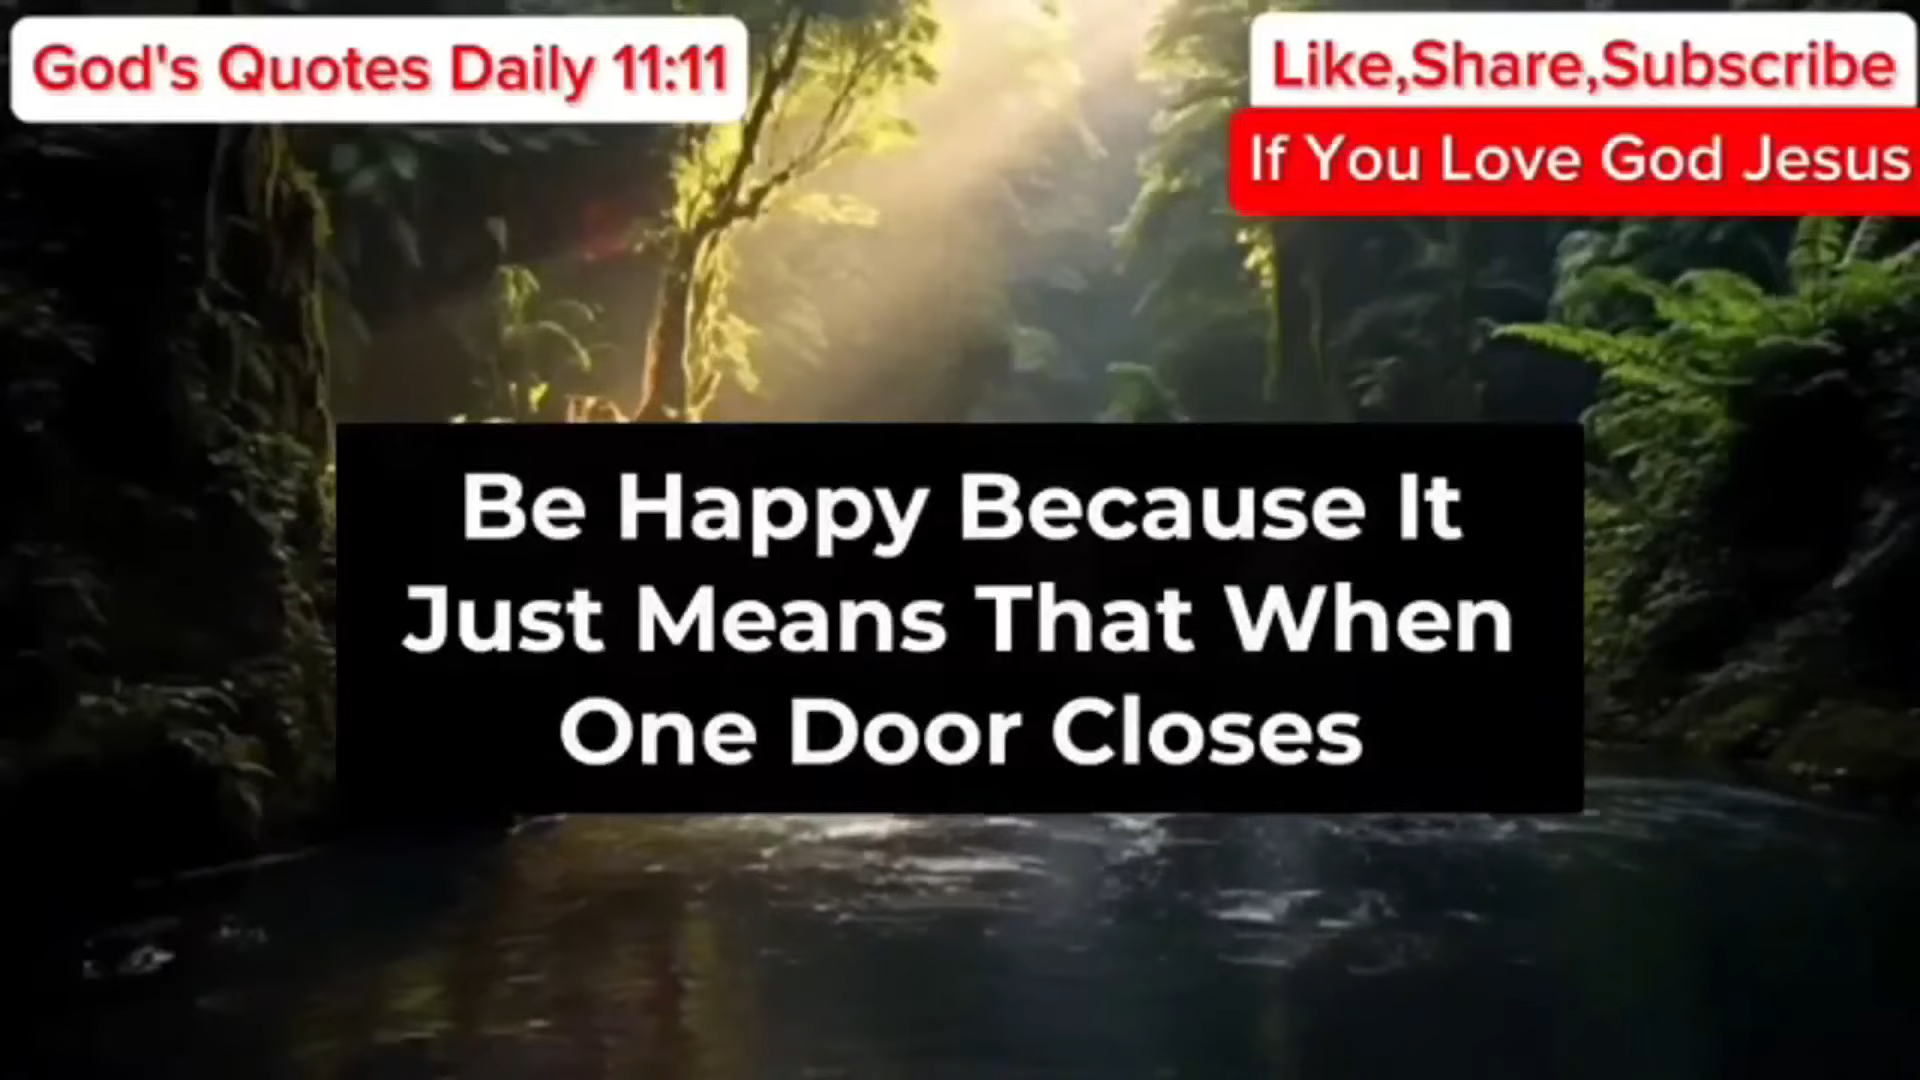 God's Quotes Daily 11:11
Like,Share,Subscribe
If You Love God Jesus
Be Happy Because It
Just Means That When
One Door Closes